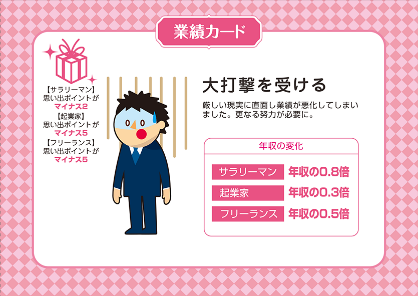 業績カード
【サラリーマン】
思い出ポイントが
マイナス2
【起業家】
思い出ポイントが
マイナス5
【フリーランス】
思い出ポイントが
マイナス5
大打撃を受ける
厳しい現実に直面し業績が悪化してしまい
ました。更なる努力が必要に。
年収の変化
サラリーマン 年収の0.8倍
起業家 年収の0.3倍
フリーランス 年収の0.5倍